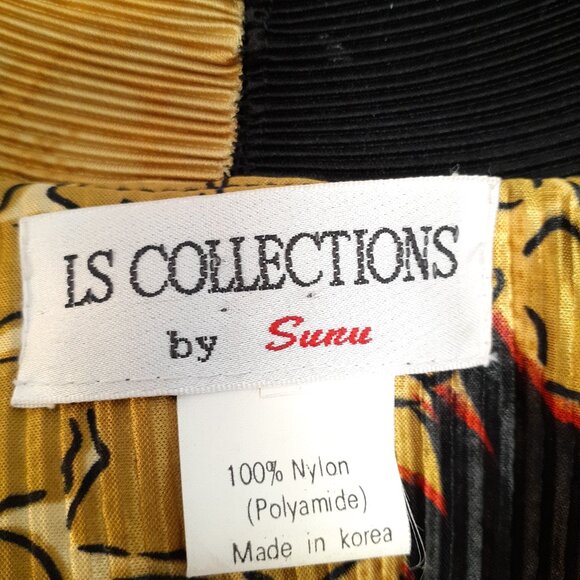 LS COLLECTIONS
by Sunu
100% Nylon
(Polyamide)
Made in korea